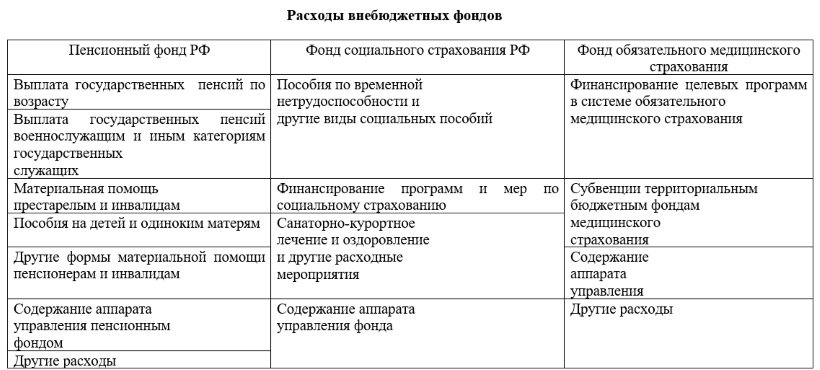 Расходы внебюджетных фондов
Пенсионный фонд РФ
Фонд социального страхования РФ
Фонд обязательного медицинского
страхования
Выплата государственных пенсий по
возрасту
Выплата государственных пенсий
военнослужащим и иным категориям
государственных
служащих
Пособия по временной
нетрудоспособности и
другие виды социальных пособий
Финансирование целевых программ
в системе обязательного
медицинского страхования
Материальная помощь
престарелым и инвалидам
Финансирование программ и мер по
социальному страхованию
Субвенции территориальным
бюджетным фондам
медицинского
страхования
Пособия на детей и одиноким матерям
Другие формы материальной помощи
пенсионерам и инвалидам
Санаторно-курортное
лечение и оздоровление
и другие расходные
мероприятия
Содержание
аппарата
управления
Содержание аппарата
управления пенсионным
фондом
Содержание аппарата
управления фонда
Другие расходы
Другие расходы